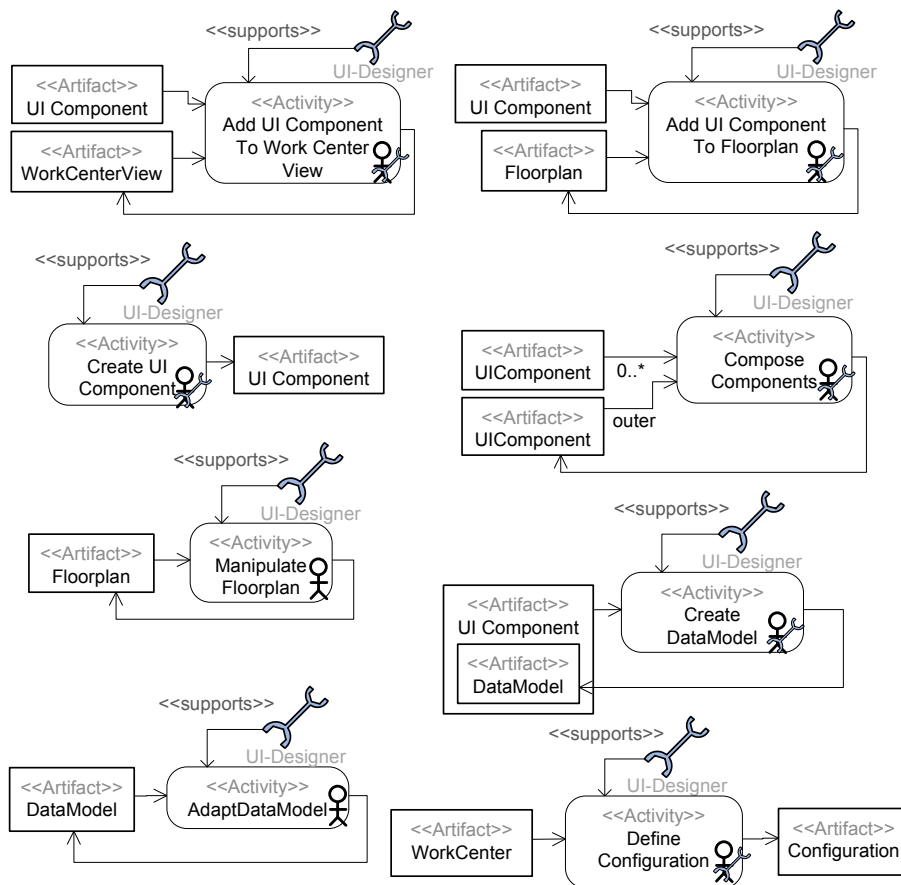 <<supports>>
UI-Designer
<<Artifact>>
UI Component
<<Activity>>
Add UI Component
To Work Center
View
<<Artifact>>
WorkCenterView
<<supports>>
UI-Designer
<<Artifact>>
UI Component
<<Activity>>
Add UI Component
To Floorplan
<<Artifact>>
Floorplan
<<supports>>
UI-Designer
<<Activity>>
Create UI
Component
<<Artifact>>
UI Component
<<supports>>
UI-Designer
<<Artifact>>
UIComponent
0..*
<<Activity>>
Compose
Components
<<Artifact>>
UIComponent
outer
<<supports>>
UI-Designer
<<Artifact>>
Floorplan
<<Activity>>
Manipulate
Floorplan
<<supports>>
UI-Designer
<<Artifact>>
UI Component
<<Activity>>
Create
DataModel
<<Artifact>>
DataModel
<<supports>>
UI-Designer
<<Artifact>>
DataModel
<<Activity>>
AdaptDataModel
<<supports>>
UI-Designer
<<Artifact>>
WorkCenter
<<Activity>>
Define
Configuration
<<Artifact>>
Configuration